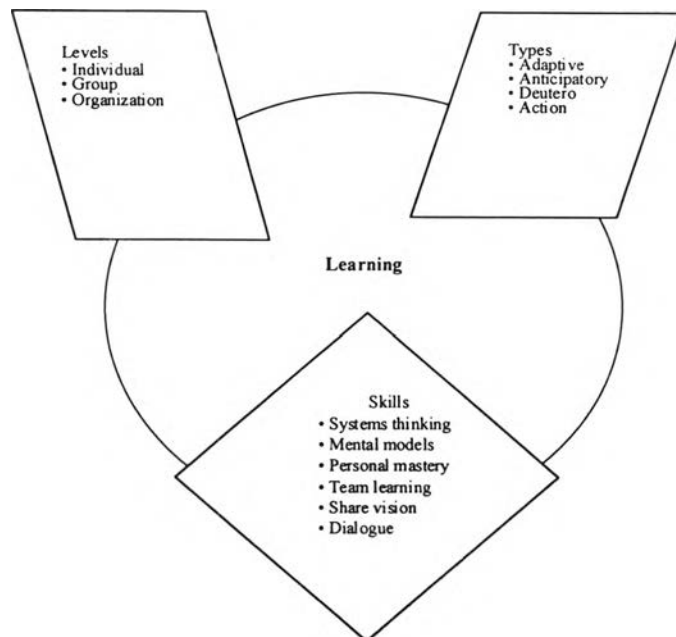 Levels
• Individual
• Group
• Organization
Types
• Adaptive
• Anticipatory
• Deutero
• Action
Learning
Skills
• Systems thinking
• Mental models
• Personal mastery
• Team learning
• Share vision
• Dialogue